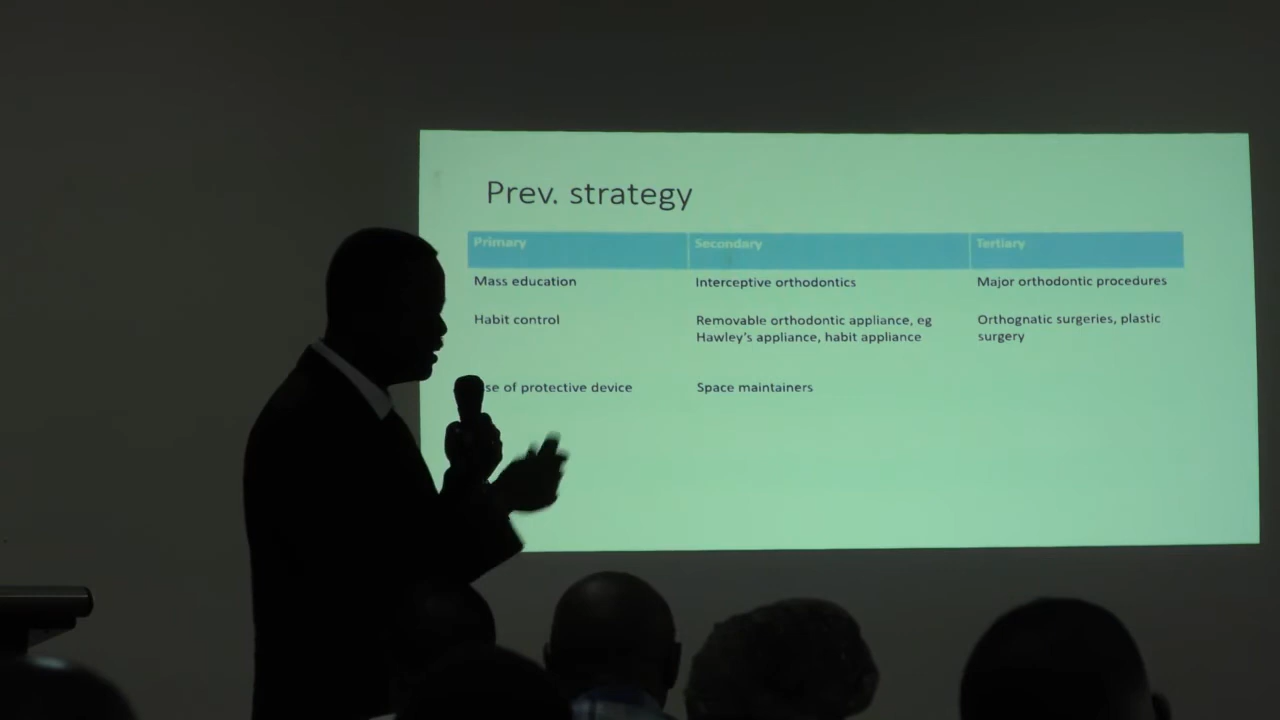 Prev. strategy
Primary Secondary Tertiary
Mass education Interceptive orthodontics Major orthodontic procedures
Habit control Removable orthodontic appliance, eg Orthognatic surgeries, plastic
Hawley's appliance, habit appliance surgery
of protective device Space maintainers